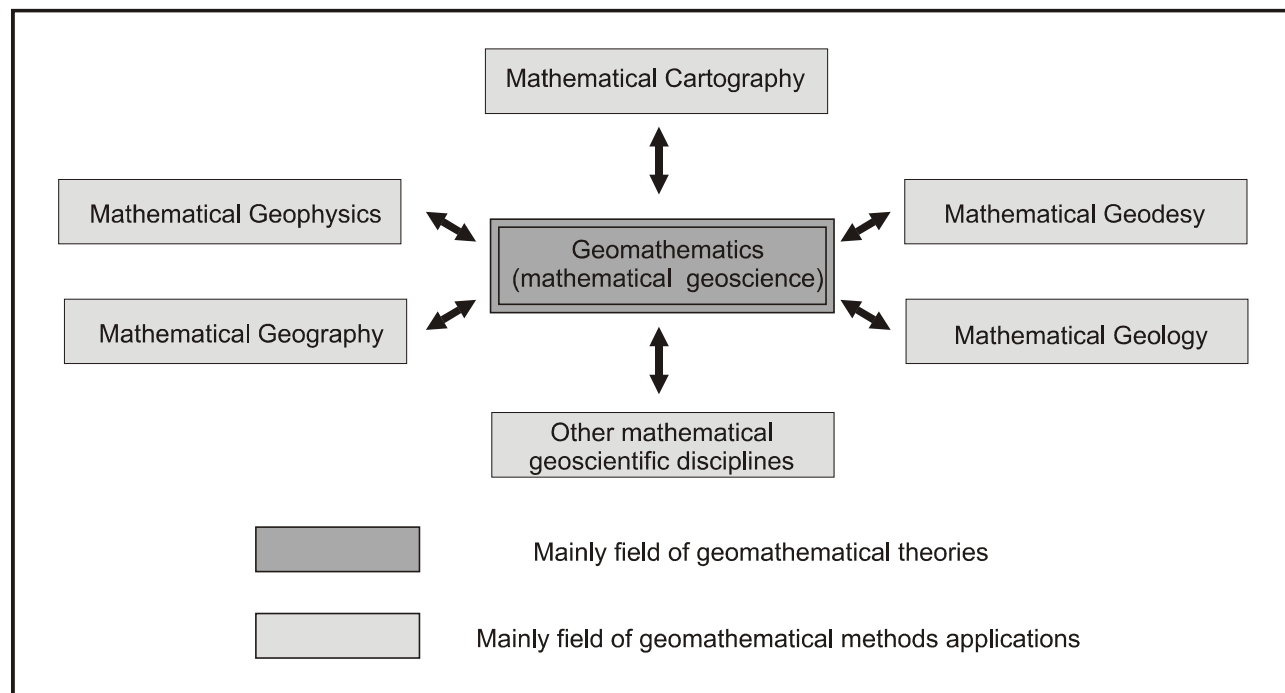 Mathematical Cartography
Mathematical Geophysics
Mathematical Geodesy
Geomathematics
(mathematical geoscience)
Mathematical Geography
Mathematical Geology
Other mathematical
geoscientific disciplines
Mainly field of geomathematical theories
Mainly field of geomathematical methods applications